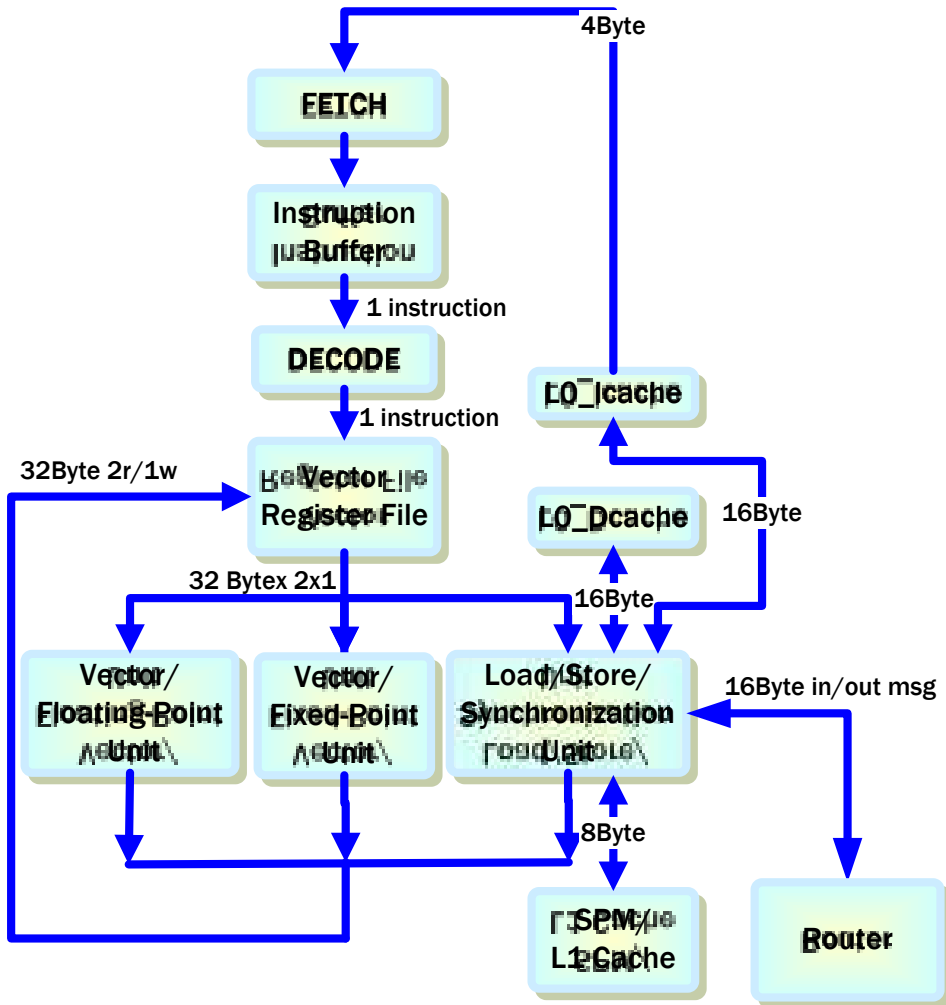 4Byte
FETCH
Instruction
Buffer
1 instruction
DECODE
1 instruction
L0_Icache
32Byte 2r/1w
Vector
Register File
L0_Dcache
16Byte
32 Bytex 2x1
16Byte
Vector/
Floating-Point
Unit
Vector/
Fixed-Point
Unit
Load/Store/
Synchronization
Unit
16Byte in/out msg
8Byte
SPM/
L1 Cache
Router